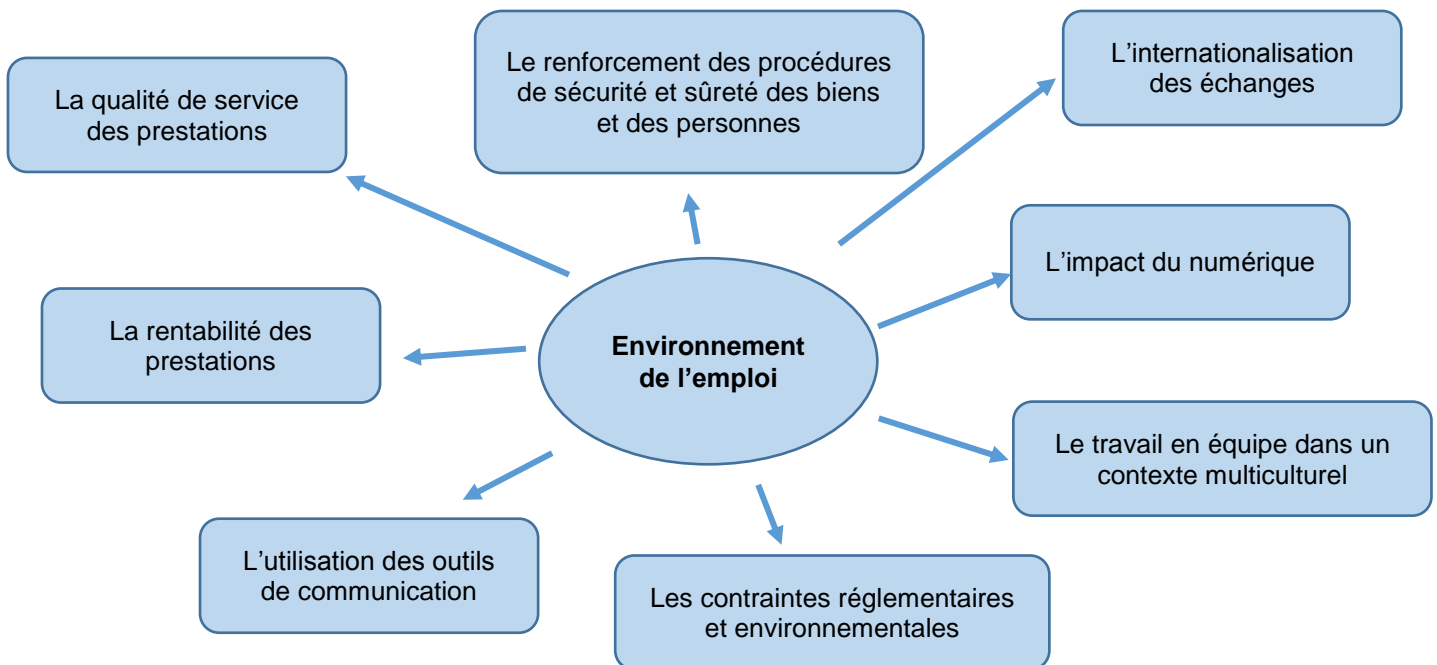 Le renforcement des procédures
de sécurité et sûreté des biens
et des personnes
L’internationalisation
des échanges
La qualité de service
des prestations
L’impact du numérique
La rentabilité des
prestations
Environnement
de l’emploi
Le travail en équipe dans un
contexte multiculturel
L’utilisation des outils
de communication
Les contraintes réglementaires
et environnementales